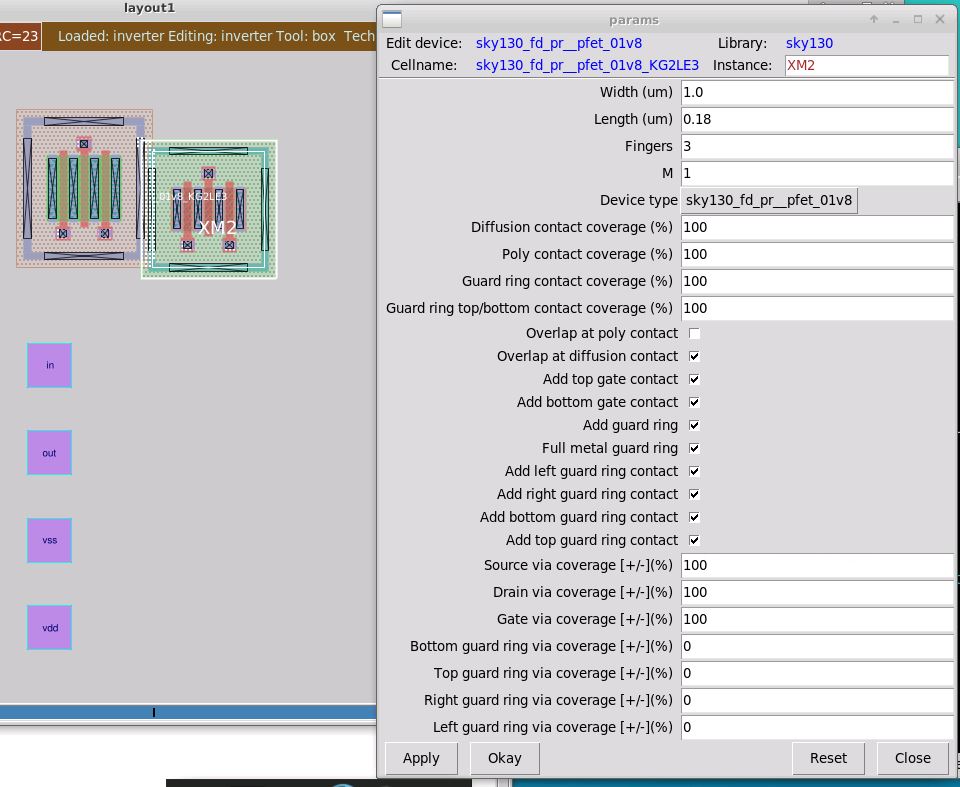 layout1
RC=23 Loaded: inverter Editing: inverter Tool: box Tech
01v8_KG2LE3
XM2
in
out
vss
vdd
params
Edit device: sky130_fd_pr__pfet_01v8 Library: sky130
Cellname: sky130_fd_pr__pfet_01v8_KG2LE3 Instance: XM2
Width (um) 1.0
Length (um) 0.18
Fingers 3
M 1
Device type sky130_fd_pr__pfet_01v8
Diffusion contact coverage (%) 100
Poly contact coverage (%) 100
Guard ring contact coverage (%) 100
Guard ring top/bottom contact coverage (%) 100
Overlap at poly contact
Overlap at diffusion contact
Add top gate contact
Add bottom gate contact
Add guard ring
Full metal guard ring
Add left guard ring contact
Add right guard ring contact
Add bottom guard ring contact
Add top guard ring contact
Source via coverage [+/-](%) 100
Drain via coverage [+/-](%) 100
Gate via coverage [+/-](%) 100
Bottom guard ring via coverage [+/-](%) 0
Top guard ring via coverage [+/-](%) 0
Right guard ring via coverage [+/-](%) 0
Left guard ring via coverage [+/-](%) 0
Apply Okay Reset Close